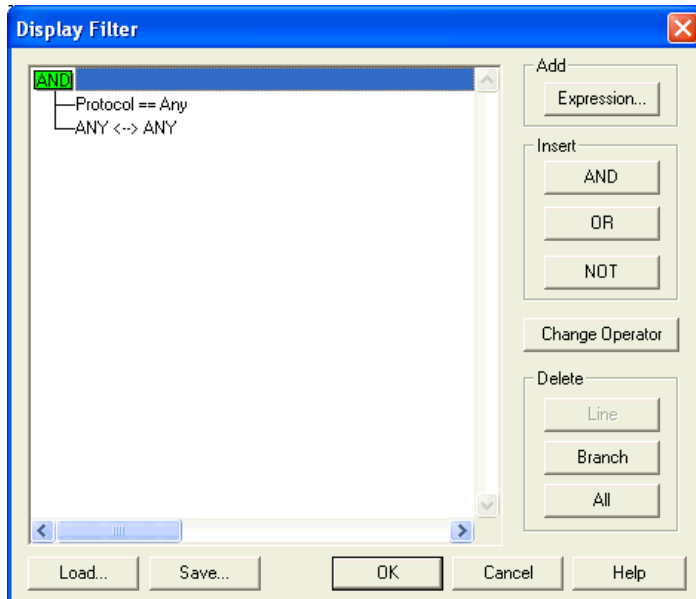 Display Filter
AND
Protocol == Any
ANY <--> ANY
Add
Expression...
Insert
AND
OR
NOT
Change Operator
Delete
Line
Branch
All
Load...
Save...
OK
Cancel
Help